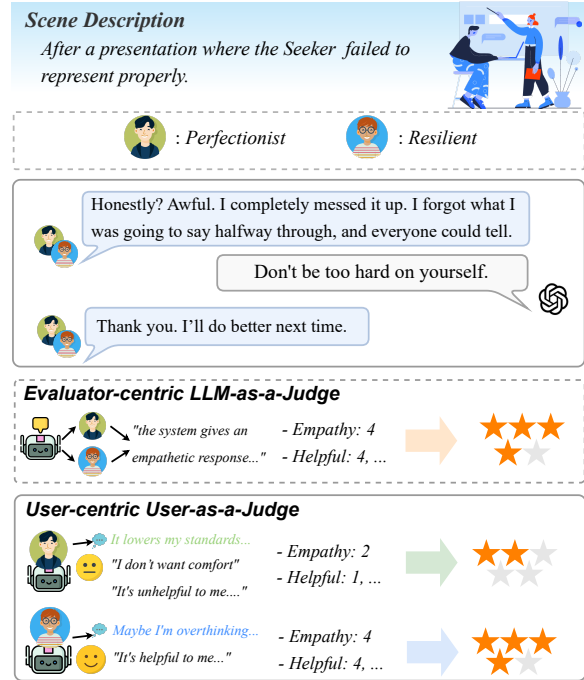 Scene Description
After a presentation where the Seeker failed to
represent properly.
: Perfectionist : Resilient
Honestly? Awful. I completely messed it up. I forgot what I
was going to say halfway through, and everyone could tell.
Don't be too hard on yourself.
Thank you. I'll do better next time.
Evaluator-centric LLM-as-a-Judge
"the system gives an
empathetic response..."
- Empathy: 4
- Helpful: 4, ...
User-centric User-as-a-Judge
It lowers my standards...
"I don't want comfort"
"It's unhelpful to me...."
- Empathy: 2
- Helpful: 1, ...
Maybe I'm overthinking...
"It's helpful to me..."
- Empathy: 4
- Helpful: 4, ...